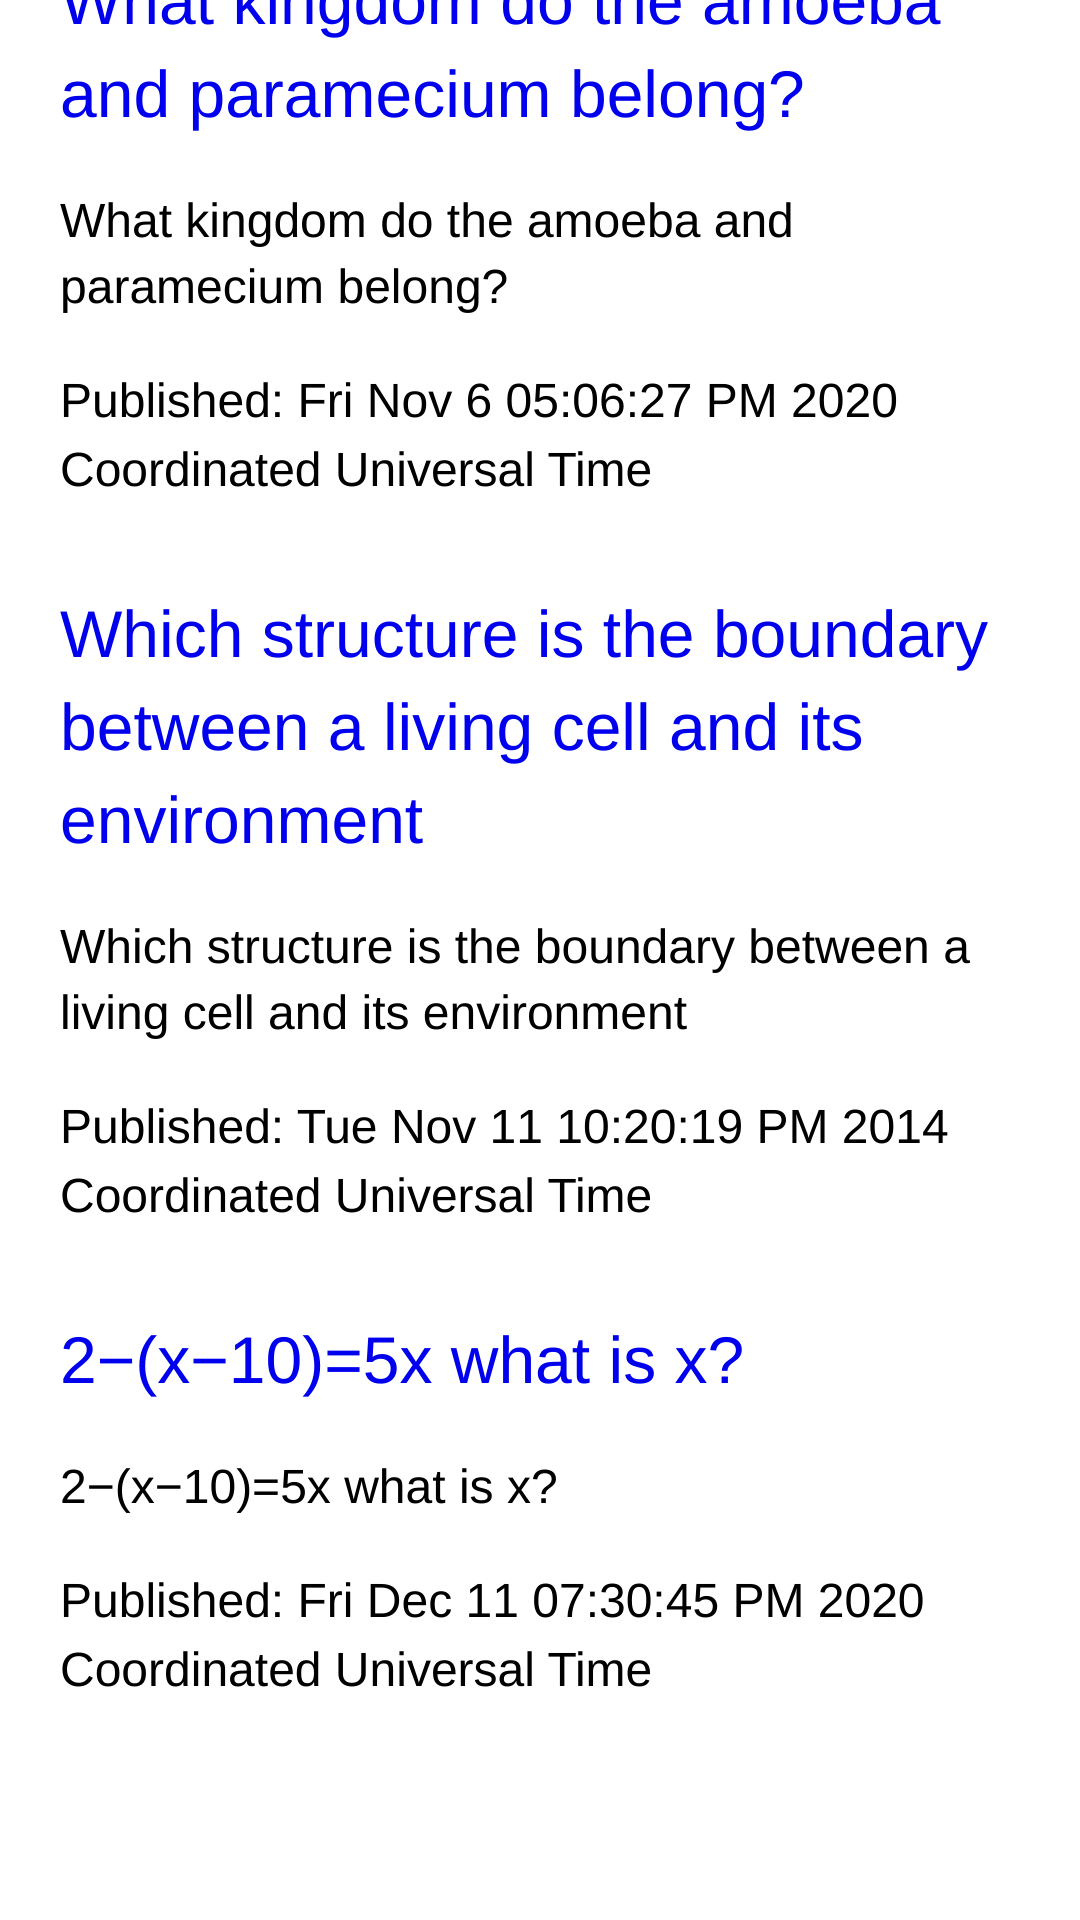 What kingdom do the amoeba
and paramecium belong?
What kingdom do the amoeba and
paramecium belong?
Published: Fri Nov 6 05:06:27 PM 2020
Coordinated Universal Time
Which structure is the boundary
between a living cell and its
environment
Which structure is the boundary between a
living cell and its environment
Published: Tue Nov 11 10:20:19 PM 2014
Coordinated Universal Time
2−(x−10)=5x what is x?
2−(x−10)=5x what is x?
Published: Fri Dec 11 07:30:45 PM 2020
Coordinated Universal Time